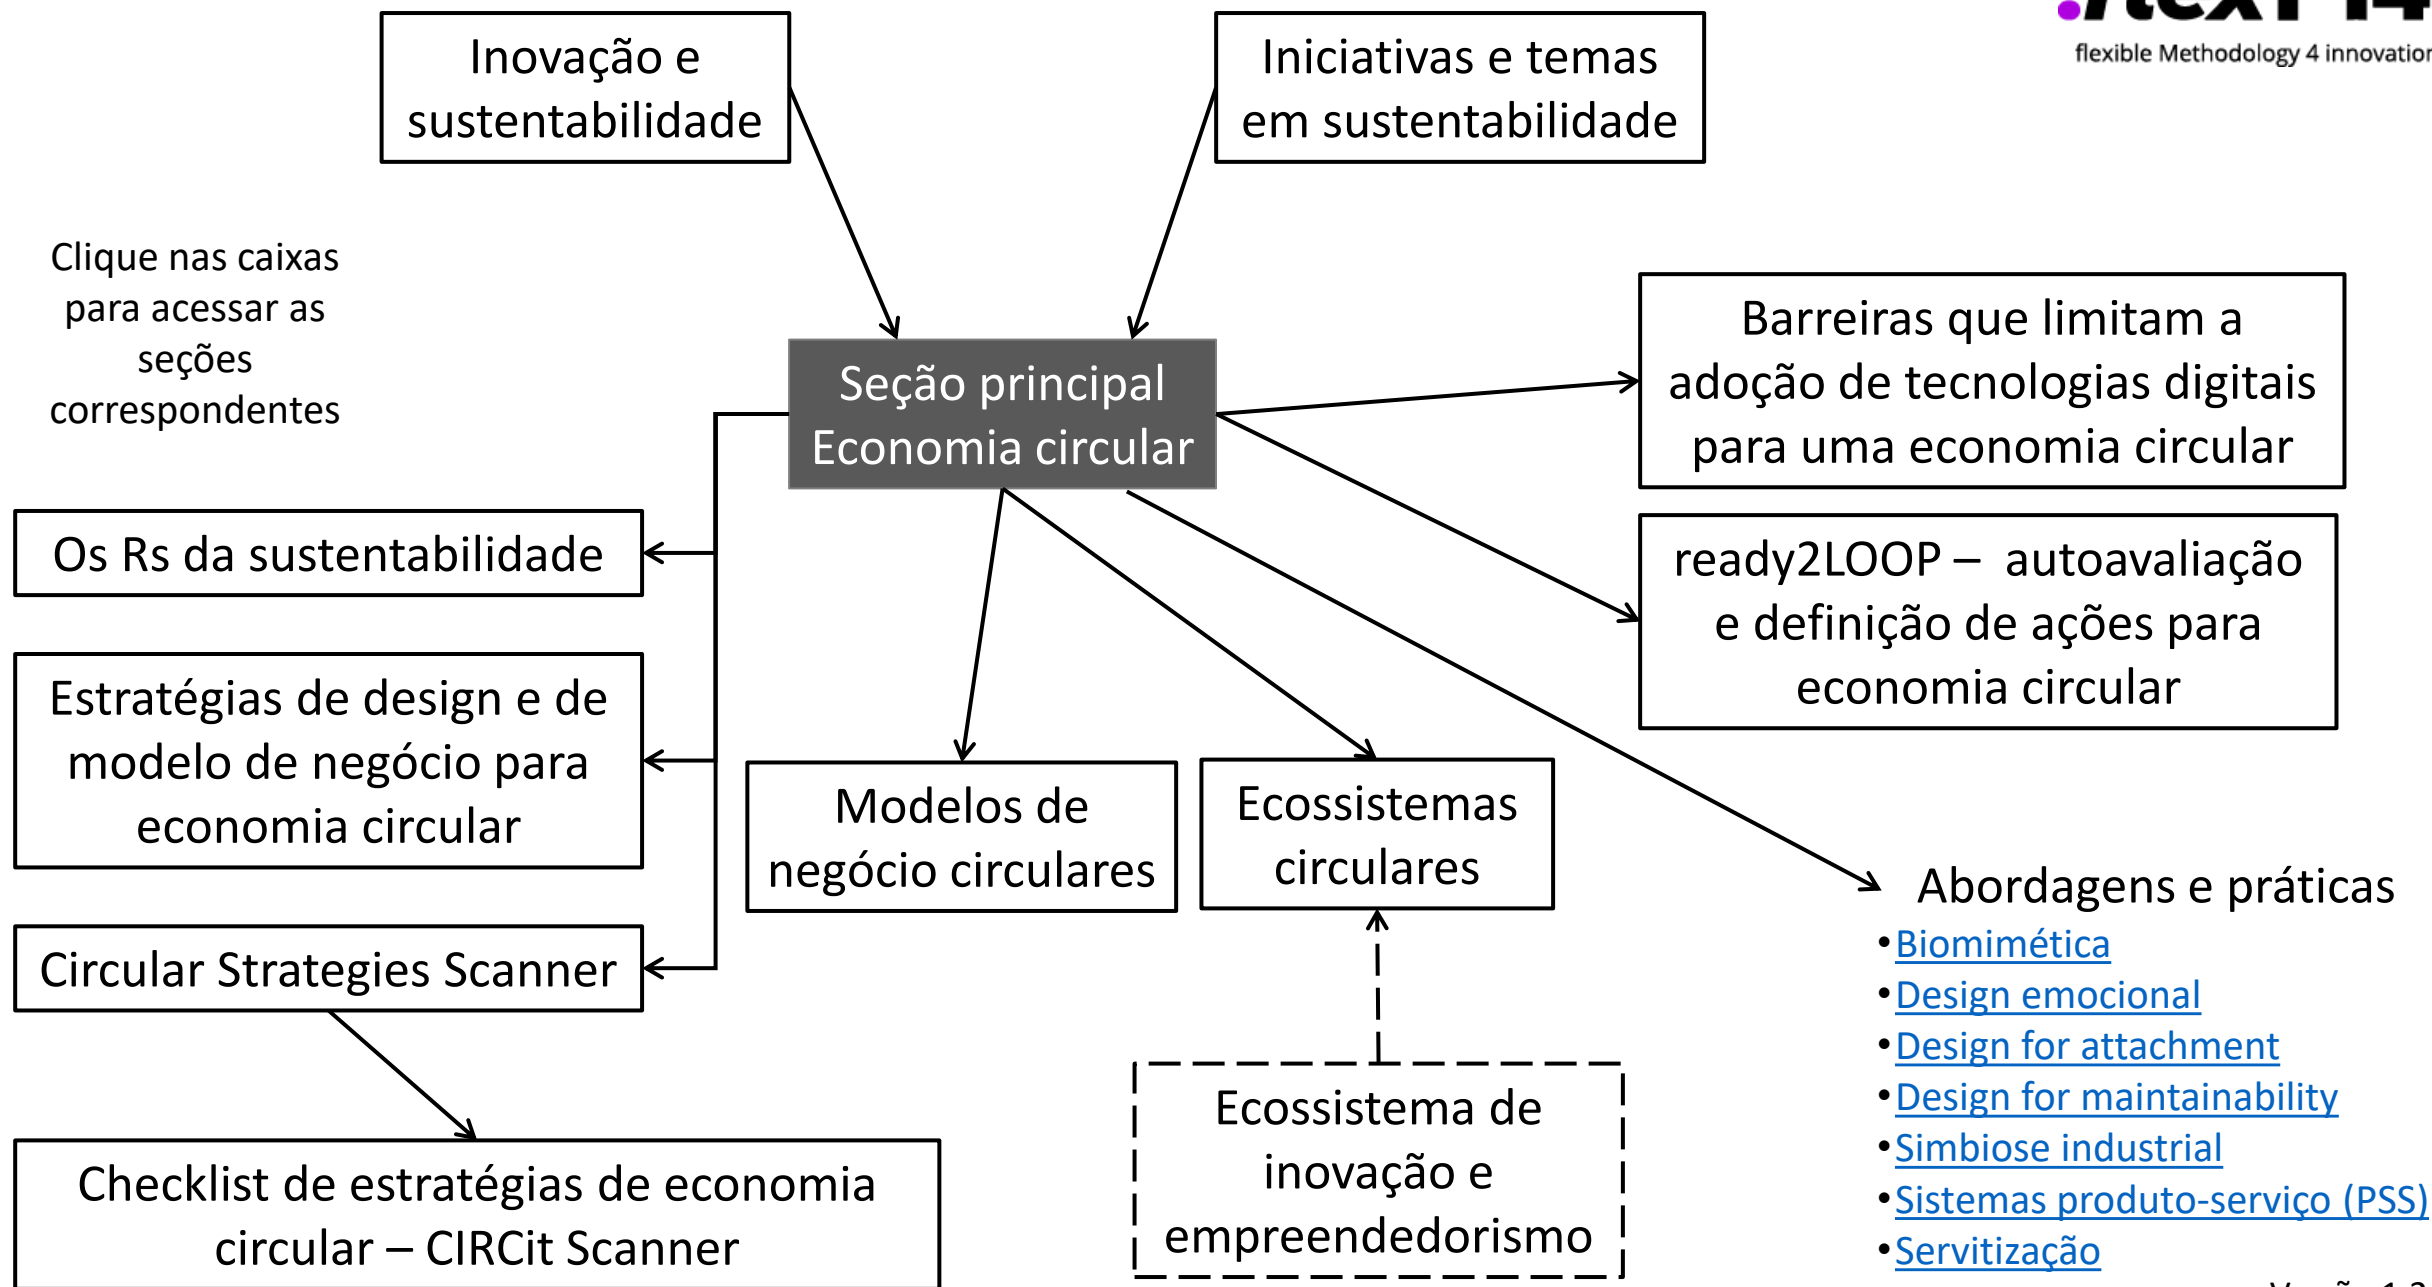 Inovação e
sustentabilidade
Iniciativas e temas
em sustentabilidade
flexible Methodology 4 innovation
Clique nas caixas
para acessar as
seções
correspondentes
Seção principal
Economia circular
Barreiras que limitam a
adoção de tecnologias digitais
para uma economia circular
ready2LOOP – autoavaliação
e definição de ações para
economia circular
Os Rs da sustentabilidade
Estratégias de design e de
modelo de negócio para
economia circular
Circular Strategies Scanner
Modelos de
negócio circulares
Ecossistemas
circulares
Checklist de estratégias de economia
circular – CIRCit Scanner
Ecossistema de
inovação e
empreendedorismo
Abordagens e práticas
•Biomimética
•Design emocional
•Design for attachment
•Design for maintainability
•Simbiose industrial
•Sistemas produto-serviço (PSS)
•Servitização